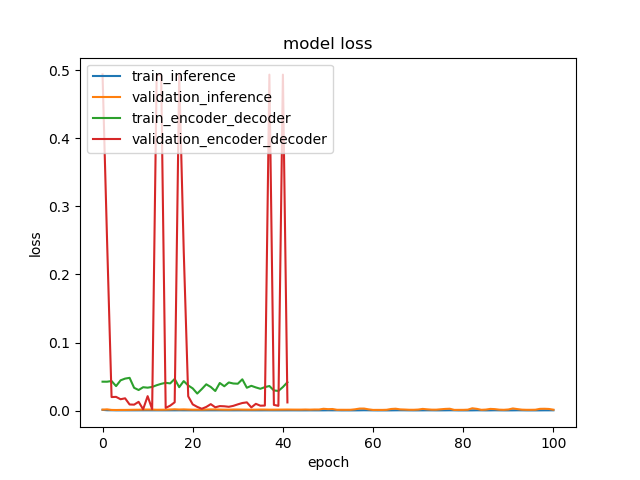 model loss
train_inference
validation_inference
train_encoder_decoder
validation_encoder_decoder
loss
0.5
0.4
0.3
0.2
0.1
0.0
0 20 40 60 80 100
epoch